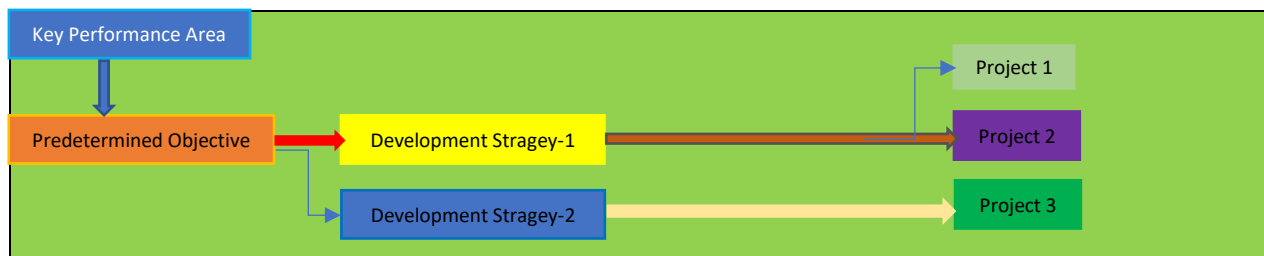 Key Performance Area
Project 1
Predetermined Objective
Development Stragey-1
Project 2
Development Stragey-2
Project 3